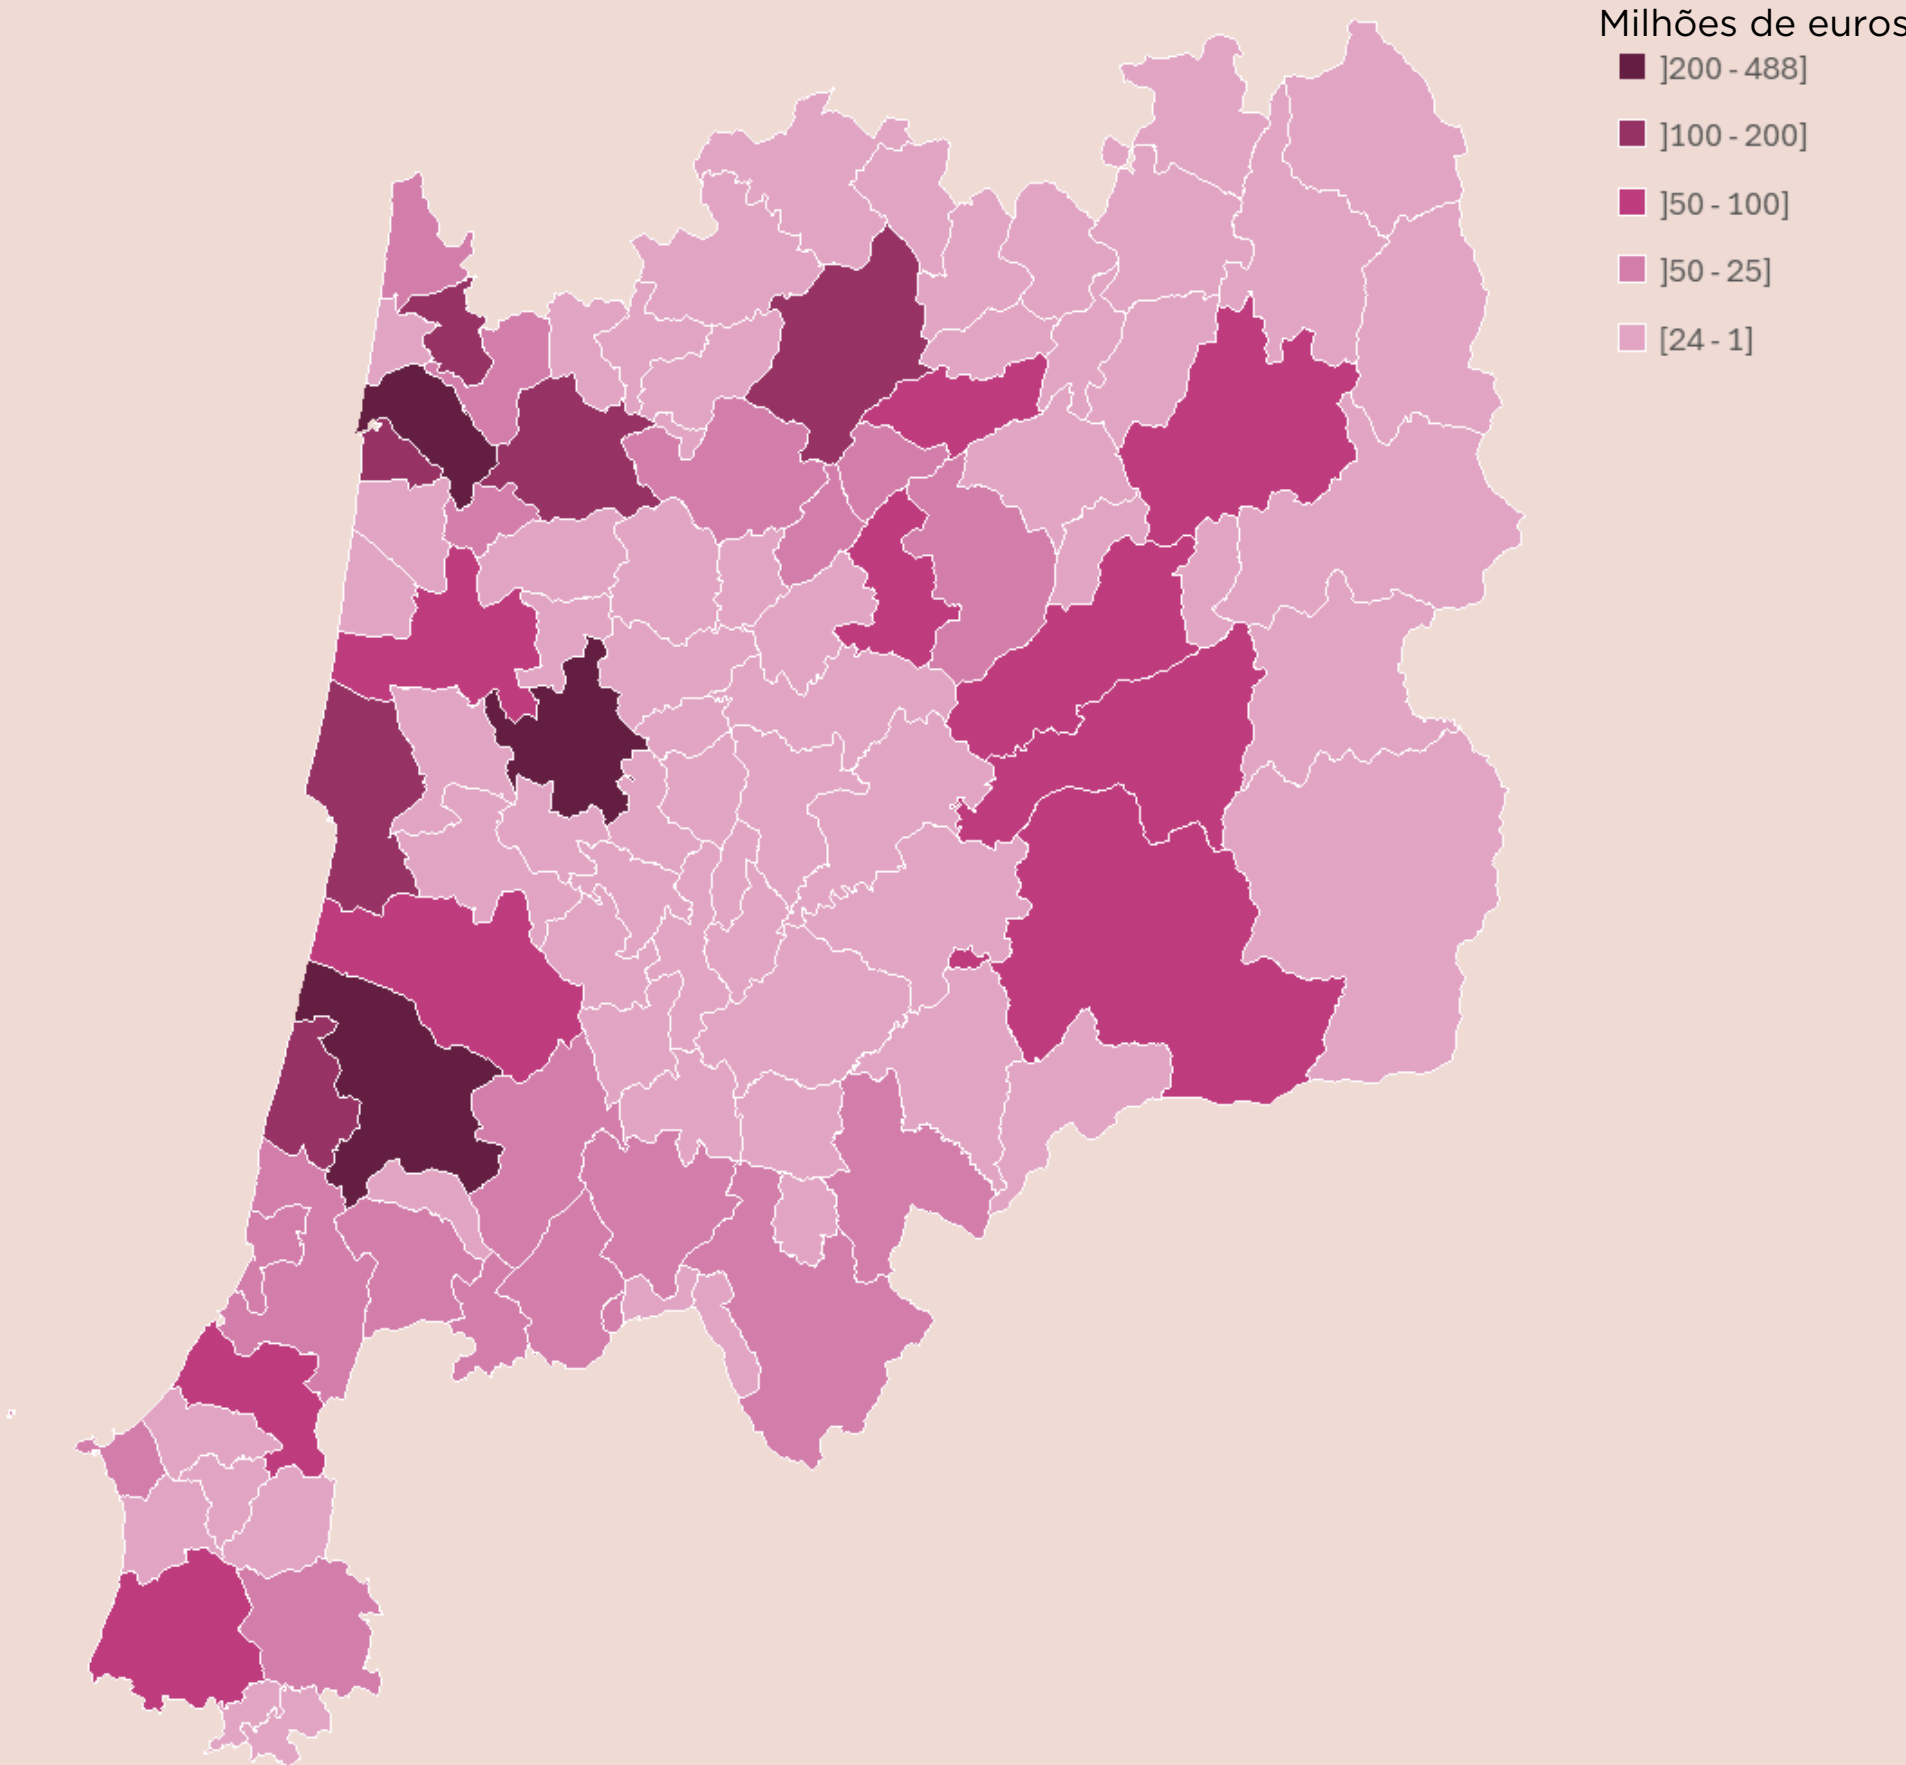 Milhões de euros
]200 - 488]
]100 - 200]
]50 - 100]
]50 - 25]
[24 - 1]